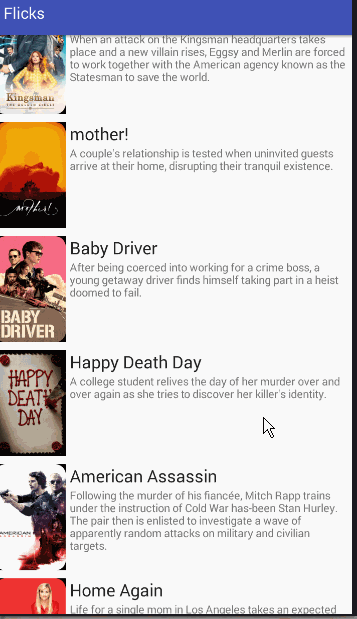 Flicks
When an attack on the Kingsman headquarters takes
place and a new villain rises, Eggsy and Merlin are forced
to work together with the American agency known as the
Statesman to save the world.
Kingsman
mother!
A couple's relationship is tested when uninvited guests
arrive at their home, disrupting their tranquil existence.
mother!
Baby Driver
After being coerced into working for a crime boss, a
young getaway driver finds himself taking part in a heist
doomed to fail.
BABY
DRIVER
Happy Death Day
A college student relives the day of her murder over and
over again as she tries to discover her killer's identity.
HAPPY
DEATH
DAY
American Assassin
Following the murder of his fiancée, Mitch Rapp trains
under the instruction of Cold War has-been Stan Hurley.
The pair then is enlisted to investigate a wave of
apparently random attacks on military and civilian
targets.
Home Again
Life for a single mom in Los Angeles takes an expected